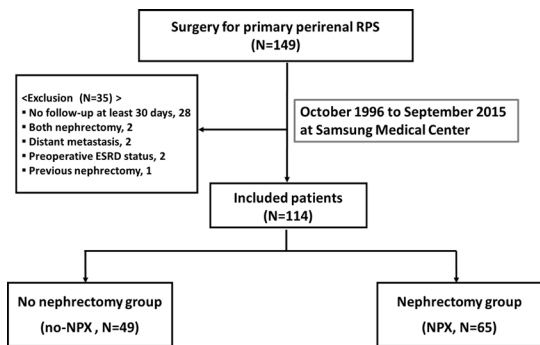 Surgery for primary perirenal RPS
(N=149)
<Exclusion (N=35) >
▪ No follow-up at least 30 days, 28
▪ Both nephrectomy, 2
▪ Distant metastasis, 2
▪ Preoperative ESRD status, 2
▪ Previous nephrectomy, 1
October 1996 to September 2015
at Samsung Medical Center
Included patients
(N=114)
No nephrectomy group
(no-NPX , N=49)
Nephrectomy group
(NPX, N=65)